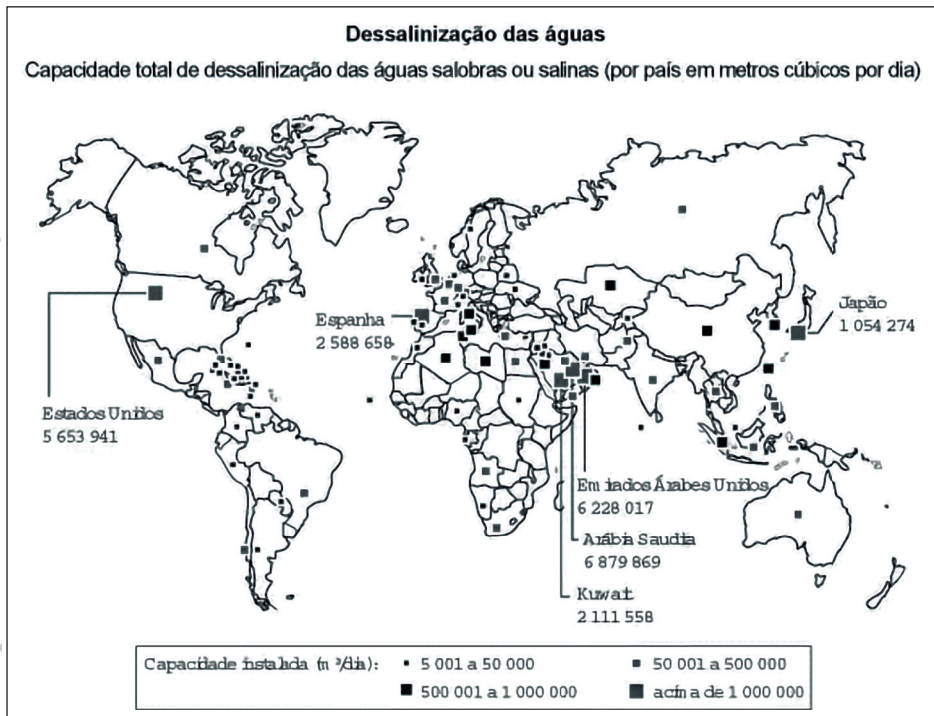 Dessalinização das águas
Capacidade total de dessalinização das águas salobras ou salinas (por país em metros cúbicos por dia)
Japão
1 054 274
Espanha
2 588 658
Estados Unidos
5 653 941
Emirados Árabes Unidos
6 228 017
Arábia Saudia
6 879 869
Kuwait
2 111 558
Capacidade instalada (m³/dia):
5 001 a 50 000
50 001 a 500 000
500 001 a 1 000 000
acima de 1 000 000